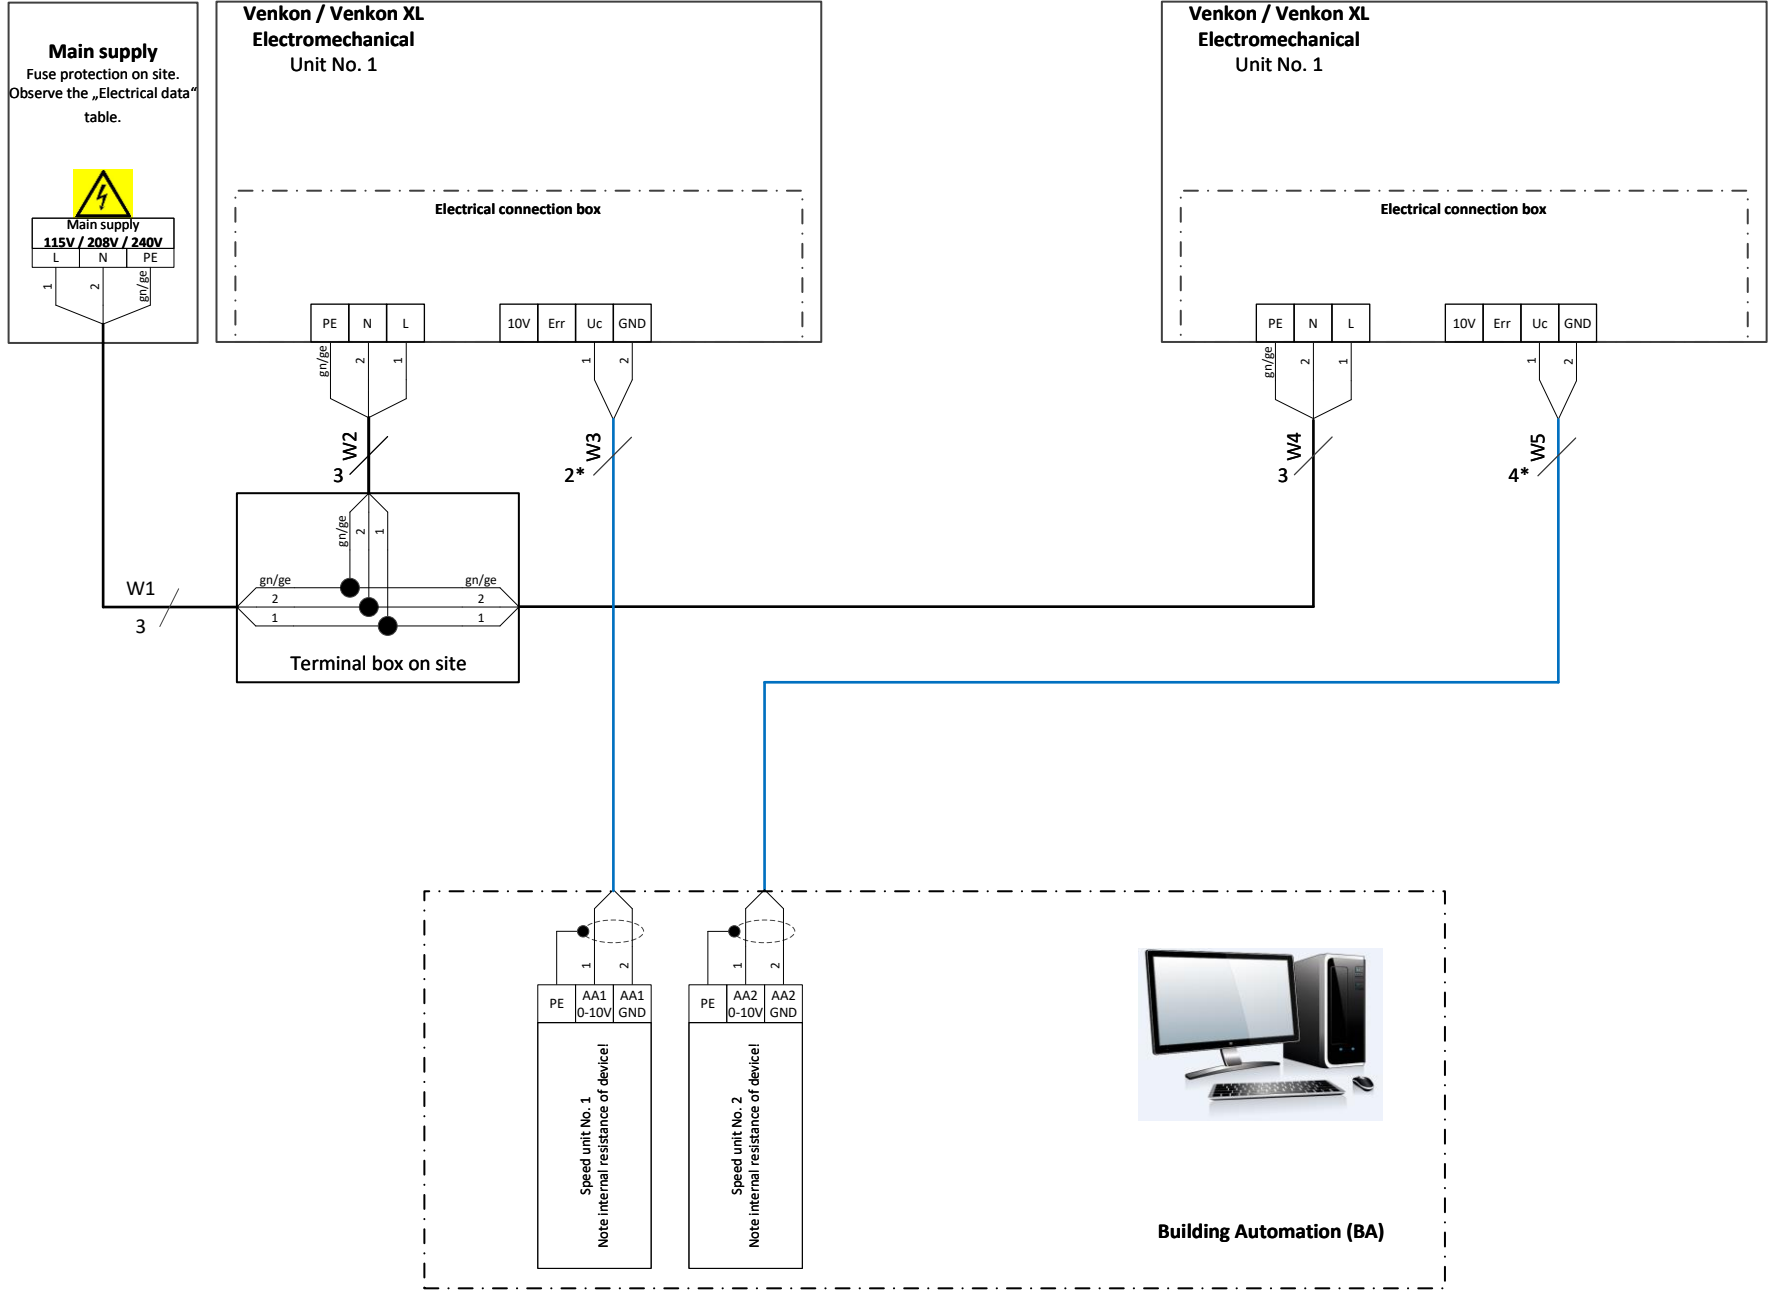 Main supply
Fuse protection on site.
Observe the „Electrical data“
table.
Main supply
115V / 208V / 240V
L N PE
1 2 gn/ge
Venkon / Venkon XL
Electromechanical
Unit No. 1
Electrical connection box
PE N L
10V Err Uc GND
gn/ge 2 1
1 2
W2
3
W3
2*
Venkon / Venkon XL
Electromechanical
Unit No. 1
Electrical connection box
PE N L
10V Err Uc GND
gn/ge 2 1
1 2
W4
3
W5
4*
W1
3
gn/ge 2 1
gn/ge gn/ge
2 2
1 1
Terminal box on site
1 2
PE
AA1 0-10V
AA1 GND
Speed unit No. 1
Note internal resistance of device!
1 2
PE
AA2 0-10V
AA2 GND
Speed unit No. 2
Note internal resistance of device!
Building Automation (BA)